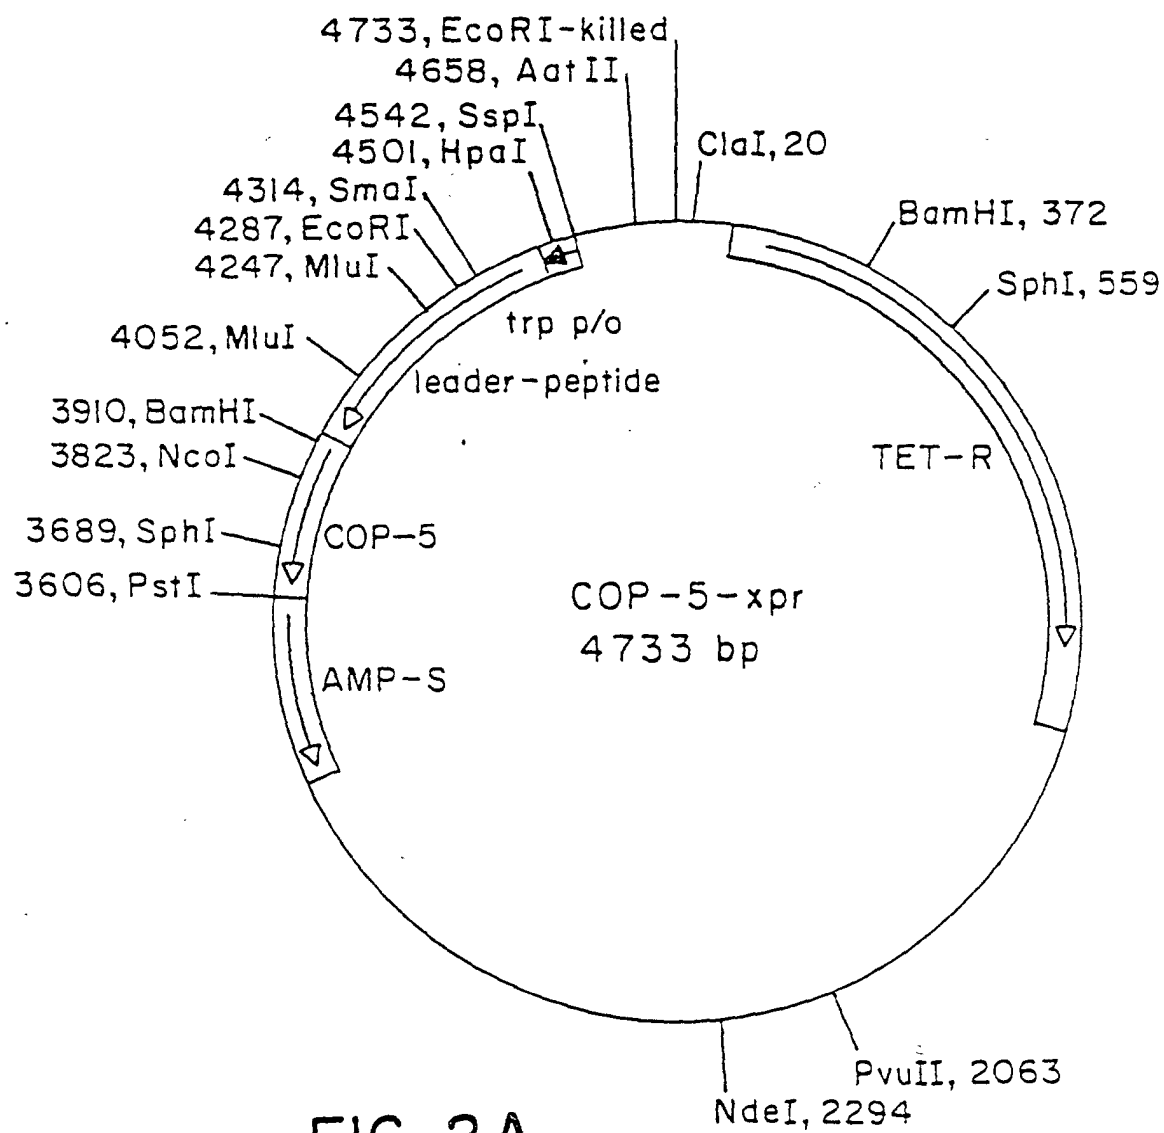 4733, EcoRI-killed
4658, AatII
4542, SspI
4501, HpaI
4314, SmaI
4287, EcoRI
4247, MluI
4052, MluI
3910, BamHI
3823, NcoI
3689, SphI
3606, PstI
ClaI, 20
BamHI, 372
SphI, 559
trp p/o
leader-peptide
TET-R
COP-5
AMP-S
COP-5-xpr
4733 bp
PvuII, 2063
NdeI, 2294
FIG. 2A